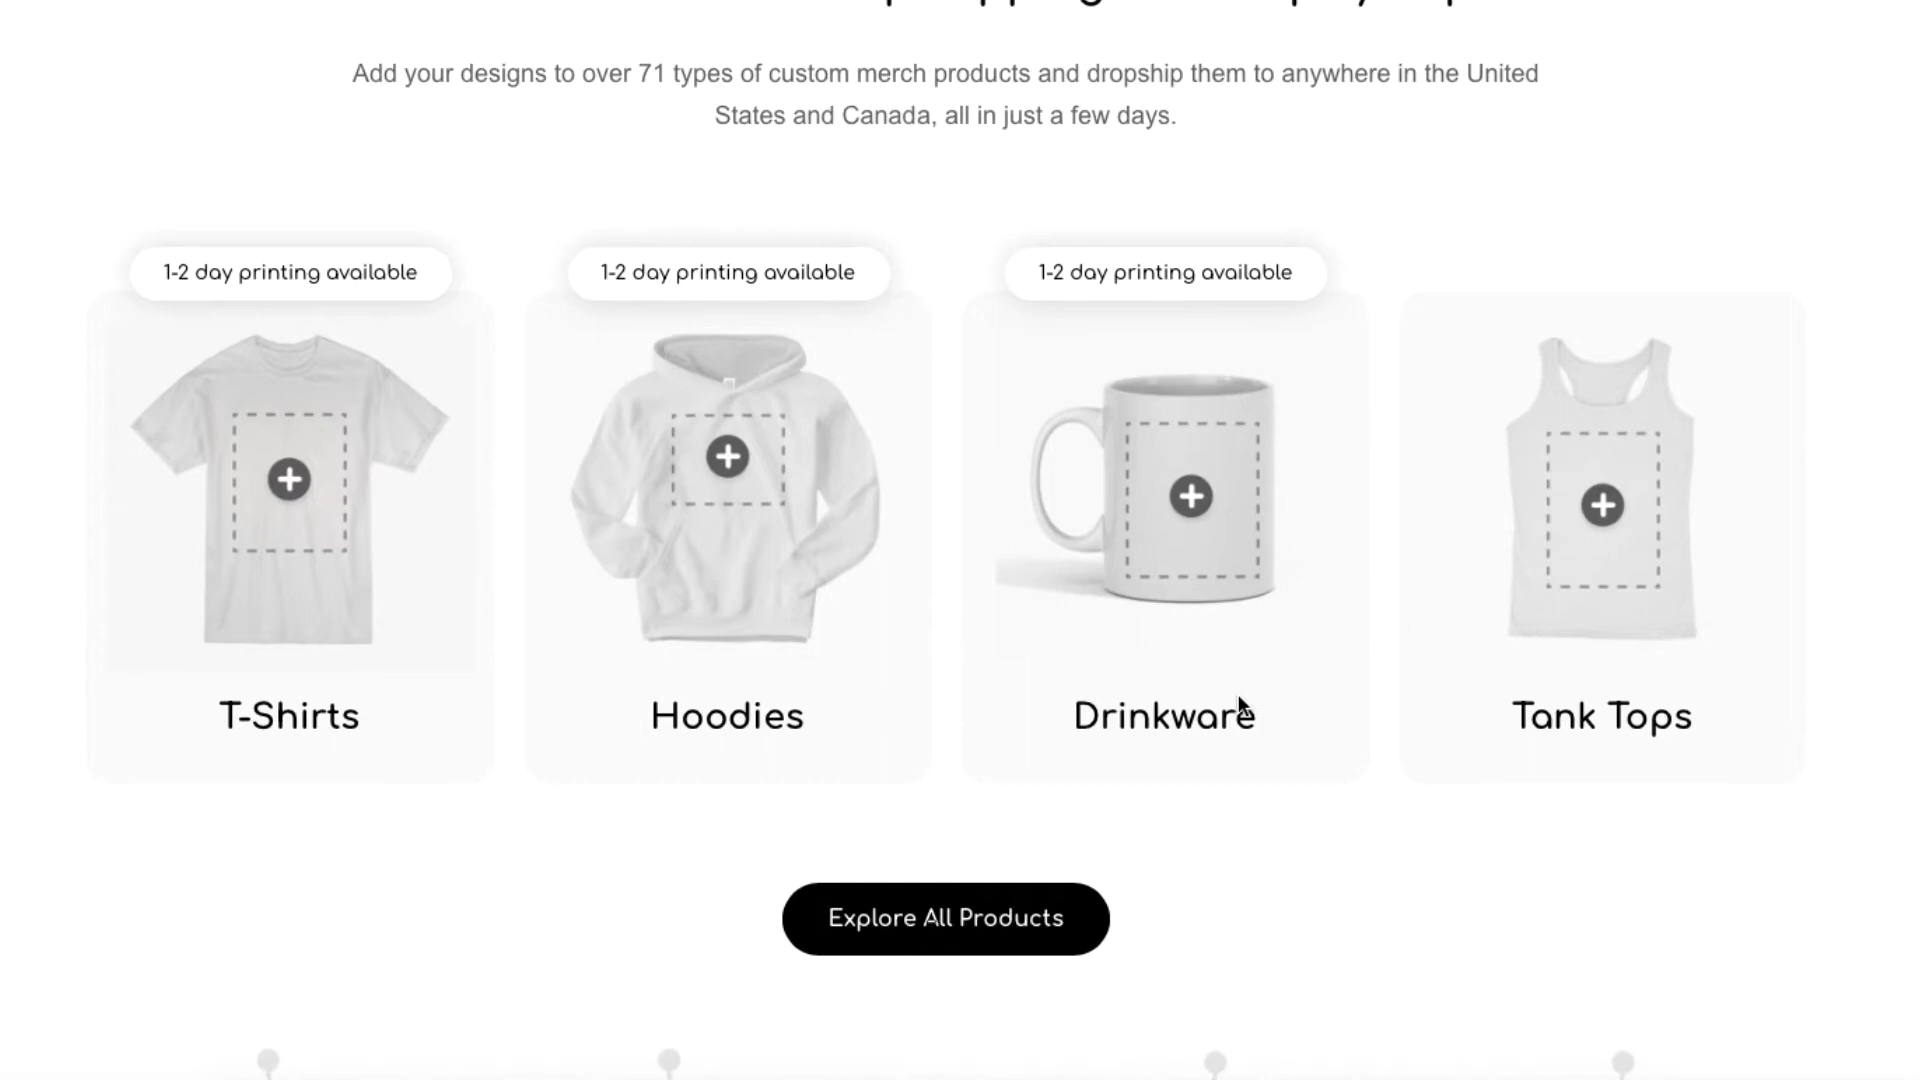 Add your designs to over 71 types of custom merch products and dropship them to anywhere in the United
States and Canada, all in just a few days.
1-2 day printing available
1-2 day printing available
1-2 day printing available
T-Shirts
Hoodies
Drinkware
Tank Tops
Explore All Products